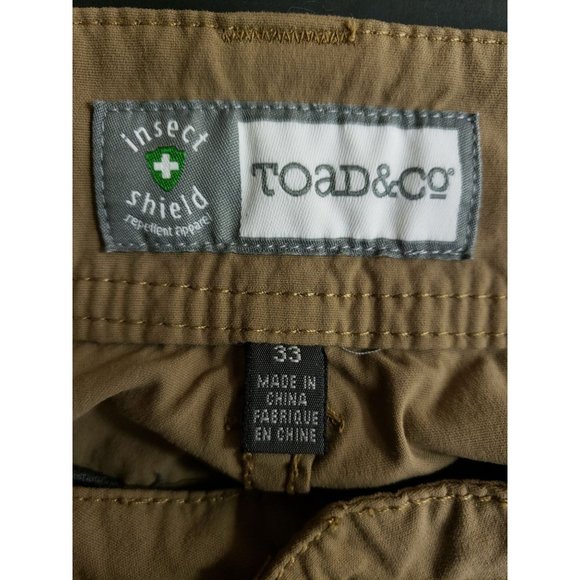 insect
shield
repellent apparel
TOaD&Co®
33
MADE IN
CHINA
FABRIQUE
EN CHINE